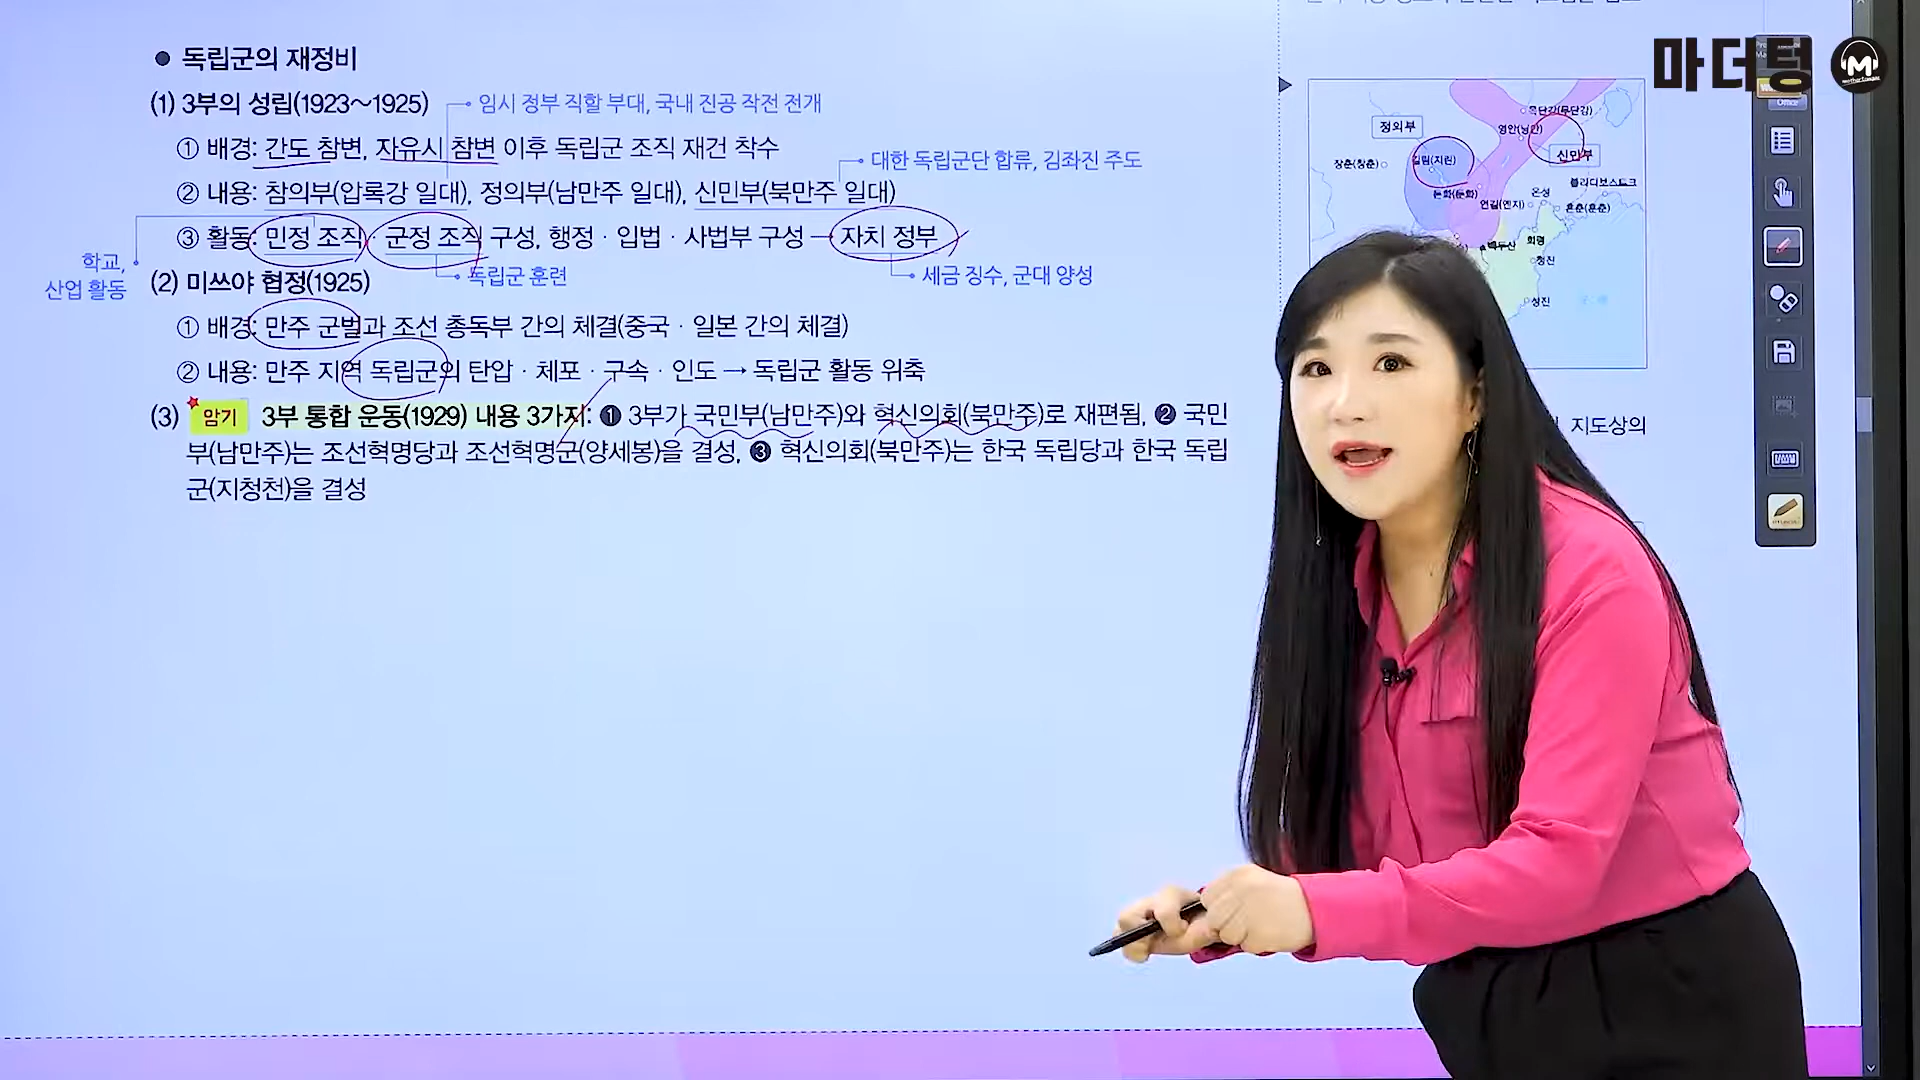 마더텅
● 독립군의 재정비
(1) 3부의 성립(1923～1925)
임시 정부 직할 부대, 국내 진공 작전 전개
① 배경: 간도 참변, 자유시 참변 이후 독립군 조직 재건 착수
대한 독립군단 합류, 김좌진 주도
② 내용: 참의부(압록강 일대), 정의부(남만주 일대), 신민부(북만주 일대)
③ 활동: 민정 조직 · 군정 조직 구성, 행정 · 입법 · 사법부 구성 → 자치 정부
학교,
산업 활동
독립군 훈련
세금 징수, 군대 양성
(2) 미쓰야 협정(1925)
① 배경: 만주 군벌과 조선 총독부 간의 체결(중국 · 일본 간의 체결)
② 내용: 만주 지역 독립군의 탄압 · 체포 · 구속 · 인도 → 독립군 활동 위축
(3) 암기 3부 통합 운동(1929) 내용 3가지: ❶ 3부가 국민부(남만주)와 혁신의회(북만주)로 재편됨, ❷ 국민
부(남만주)는 조선혁명당과 조선혁명군(양세봉)을 결성, ❸ 혁신의회(북만주)는 한국 독립당과 한국 독립
군(지청천)을 결성
목단강(무단강)
정의부
영안(닝안)
신민부
장춘(창춘)
길림(지린)
블라디보스토크
돈화(둔화)
온성
연길(옌지)
훈춘(훈춘)
백두산
회령
청진
성진
지도상의